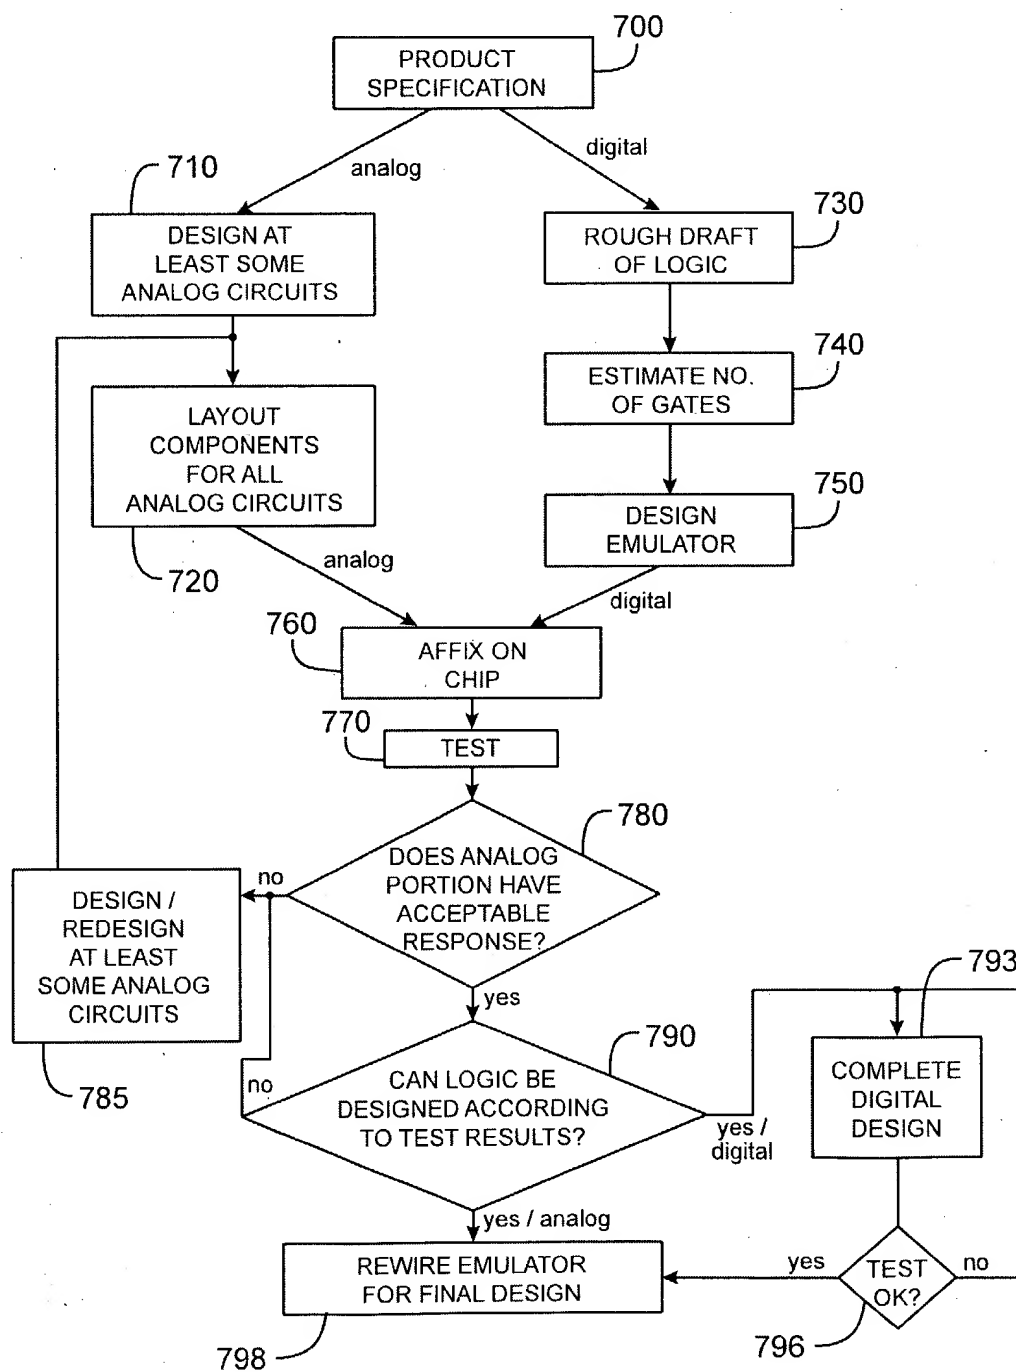 700
PRODUCT
SPECIFICATION
analog
digital
710
DESIGN AT
LEAST SOME
ANALOG CIRCUITS
730
ROUGH DRAFT
OF LOGIC
740
ESTIMATE NO.
OF GATES
LAYOUT
COMPONENTS
FOR ALL
ANALOG CIRCUITS
720
750
DESIGN
EMULATOR
analog
digital
760
AFFIX ON
CHIP
770
TEST
780
DOES ANALOG
PORTION HAVE
ACCEPTABLE
RESPONSE?
no
yes
DESIGN /
REDESIGN
AT LEAST
SOME ANALOG
CIRCUITS
785
790
CAN LOGIC BE
DESIGNED ACCORDING
TO TEST RESULTS?
no
yes /
digital
yes / analog
793
COMPLETE
DIGITAL
DESIGN
TEST
OK?
yes
no
796
REWIRE EMULATOR
FOR FINAL DESIGN
798